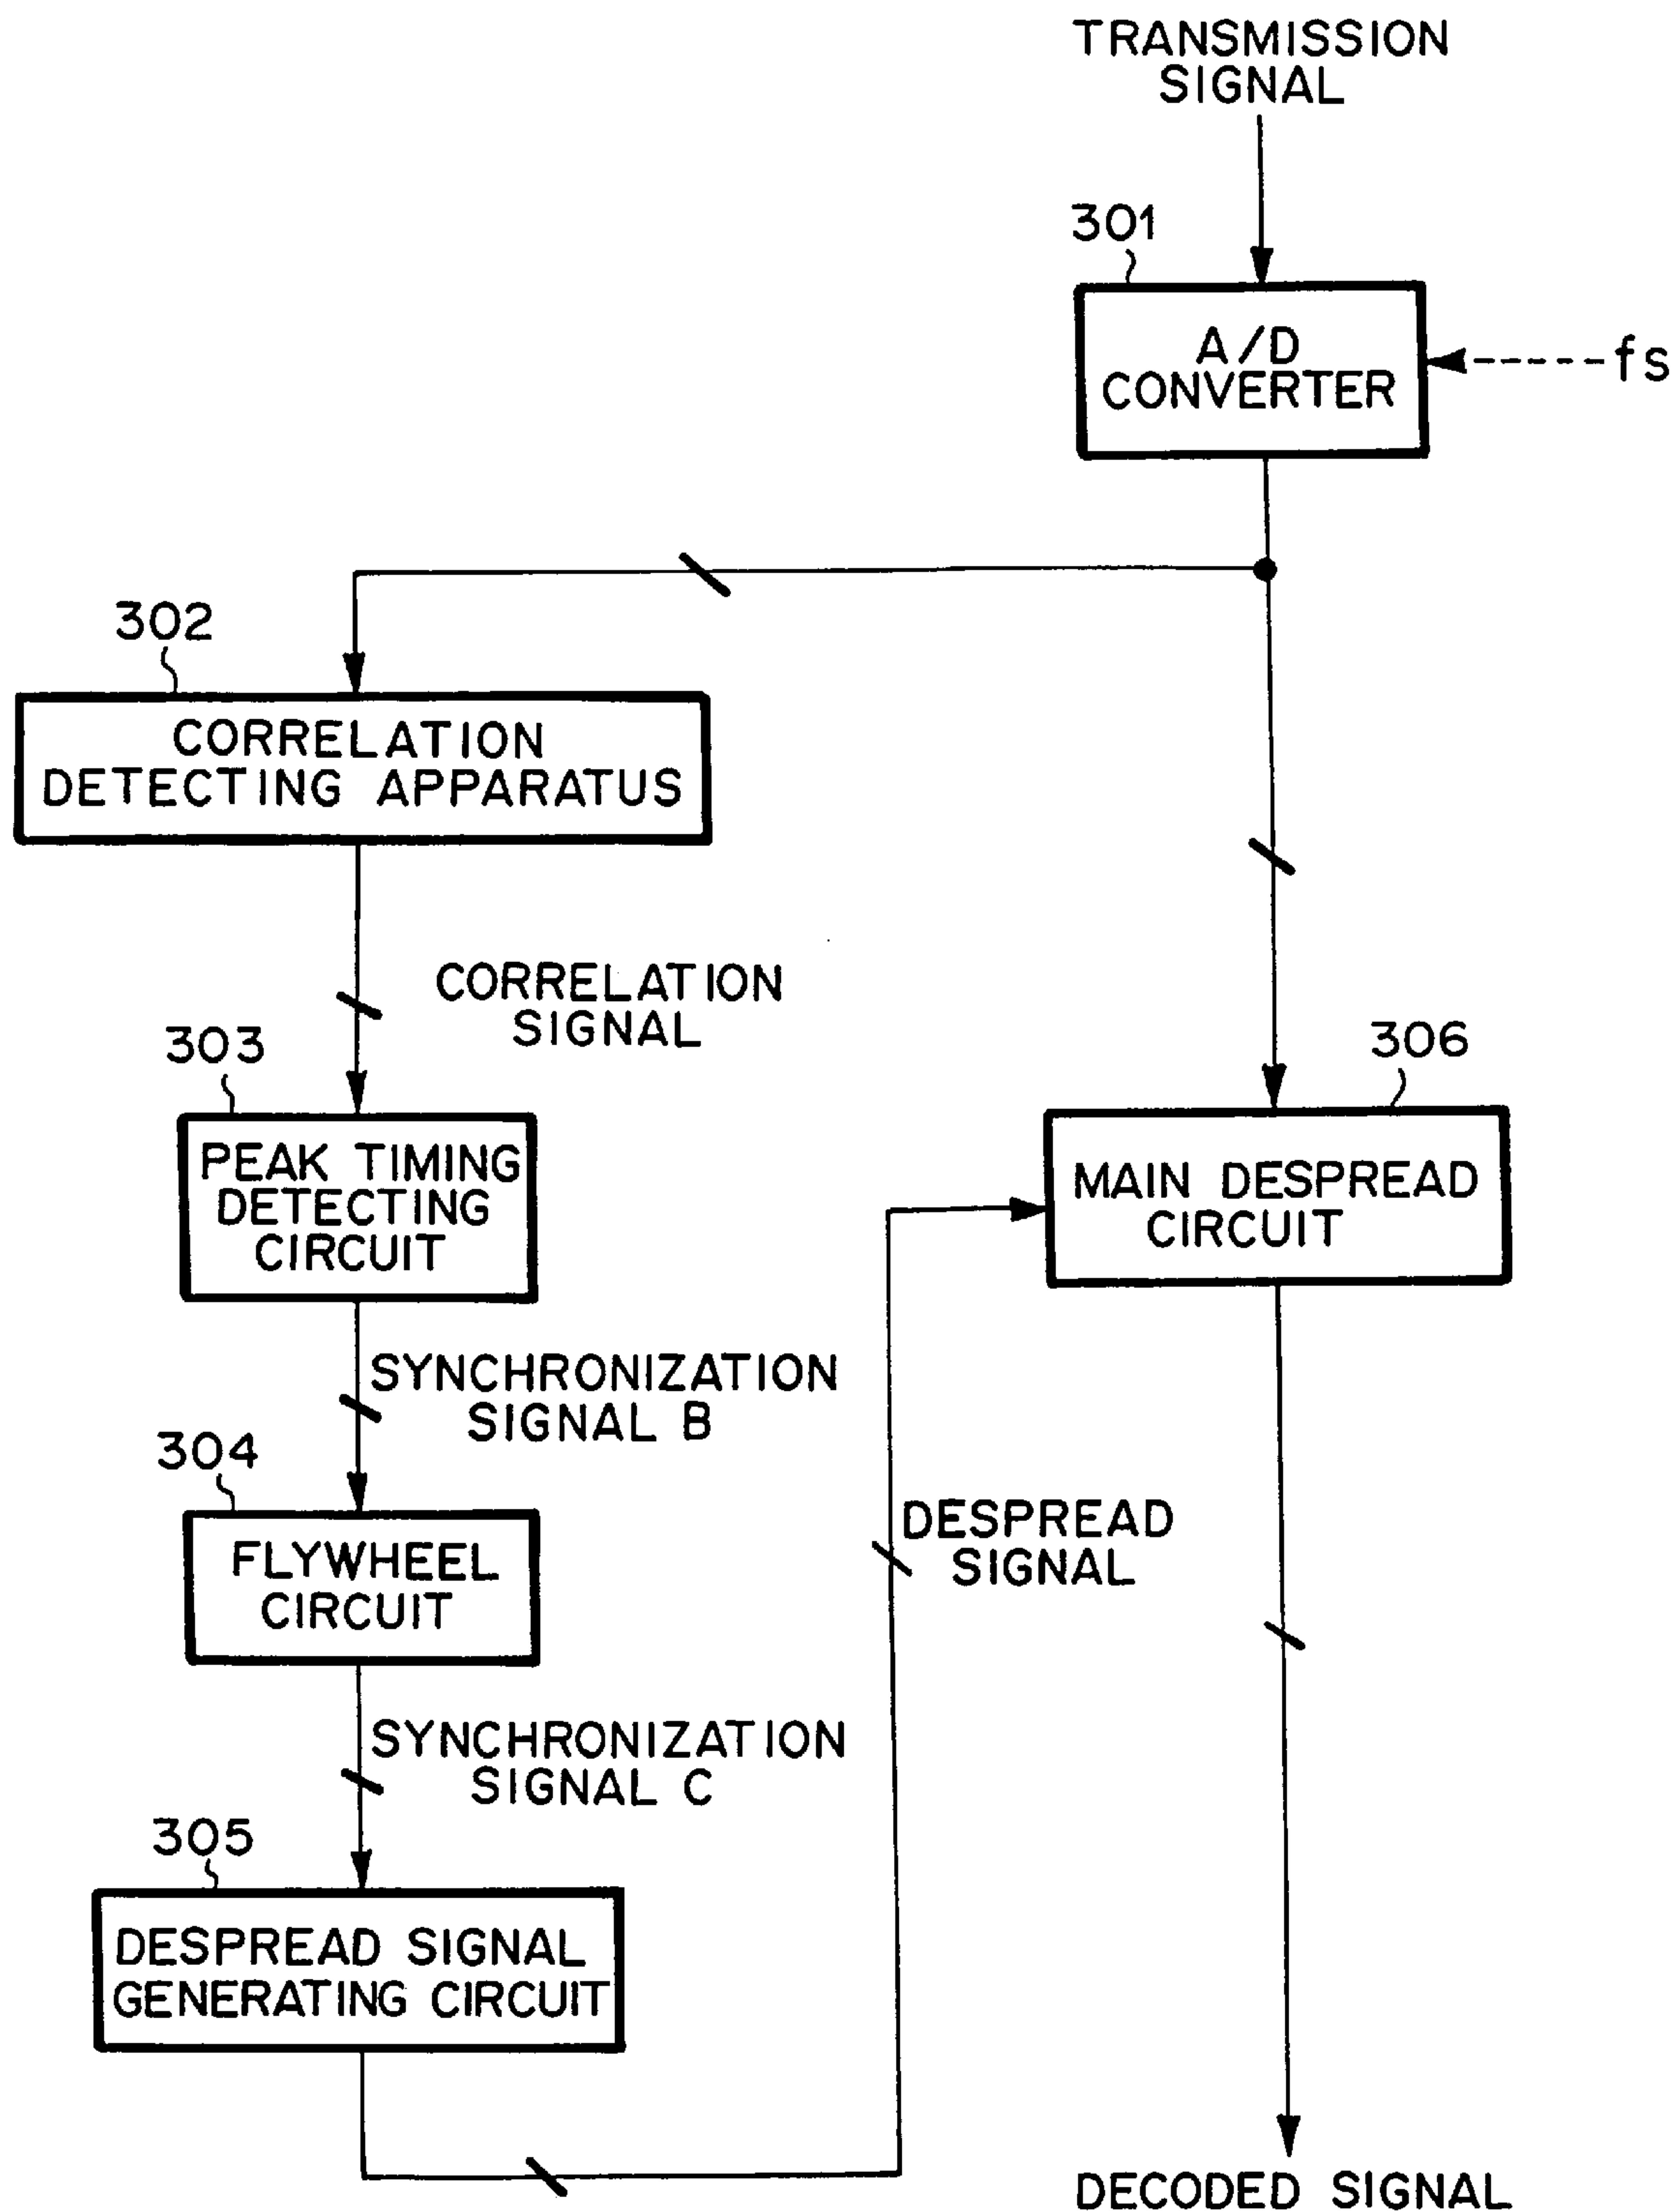 TRANSMISSION
SIGNAL
301
A/D
CONVERTER
fs
302
CORRELATION
DETECTING APPARATUS
CORRELATION
SIGNAL
303
306
PEAK TIMING
DETECTING
CIRCUIT
MAIN DESPREAD
CIRCUIT
SYNCHRONIZATION
SIGNAL B
304
FLYWHEEL
CIRCUIT
DESPREAD
SIGNAL
SYNCHRONIZATION
SIGNAL C
305
DESPREAD SIGNAL
GENERATING CIRCUIT
DECODED SIGNAL